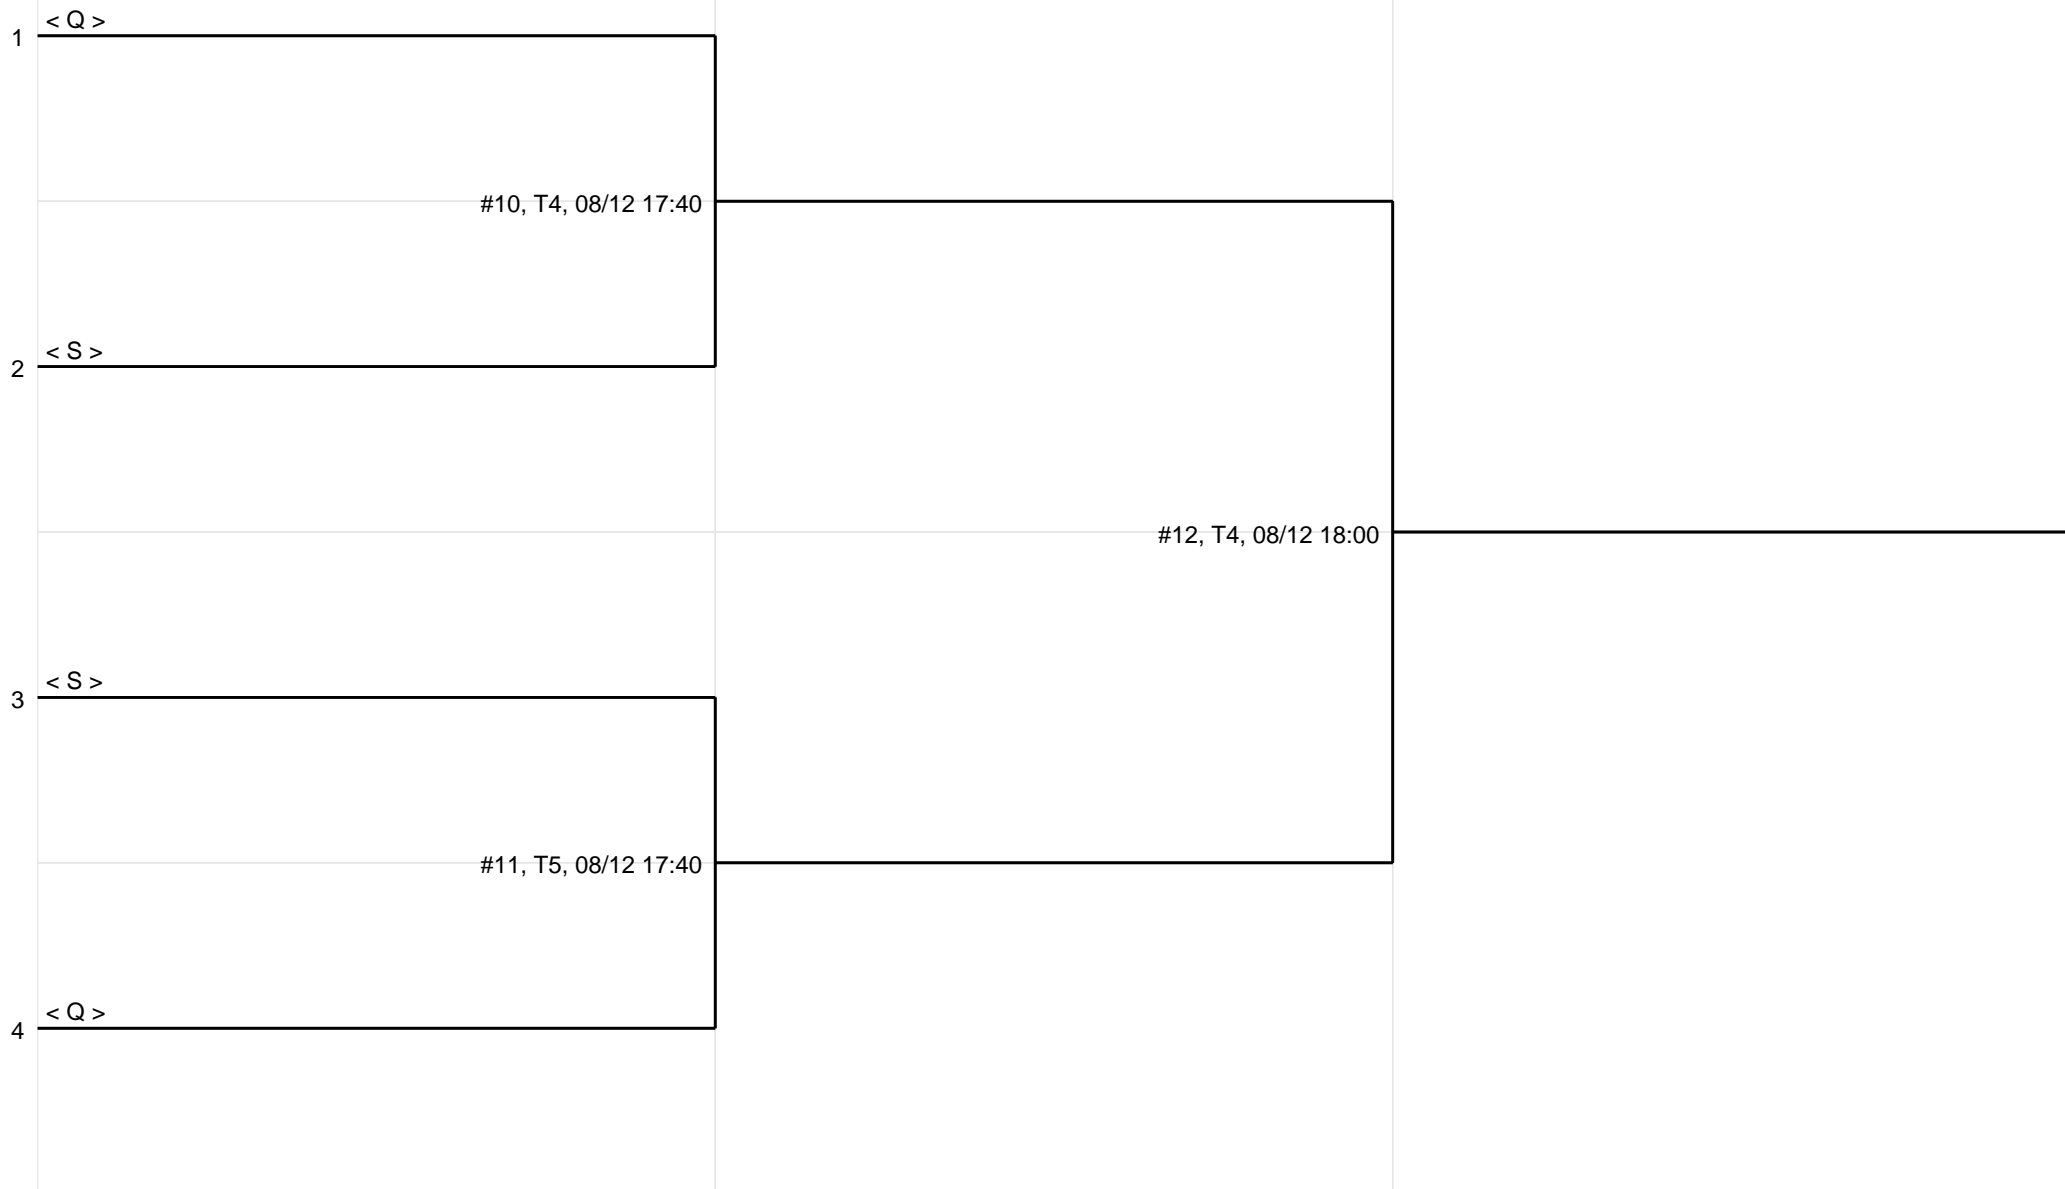 < Q >
1
#10, T4, 08/12 17:40
< S >
2
#12, T4, 08/12 18:00
< S >
3
#11, T5, 08/12 17:40
< Q >
4